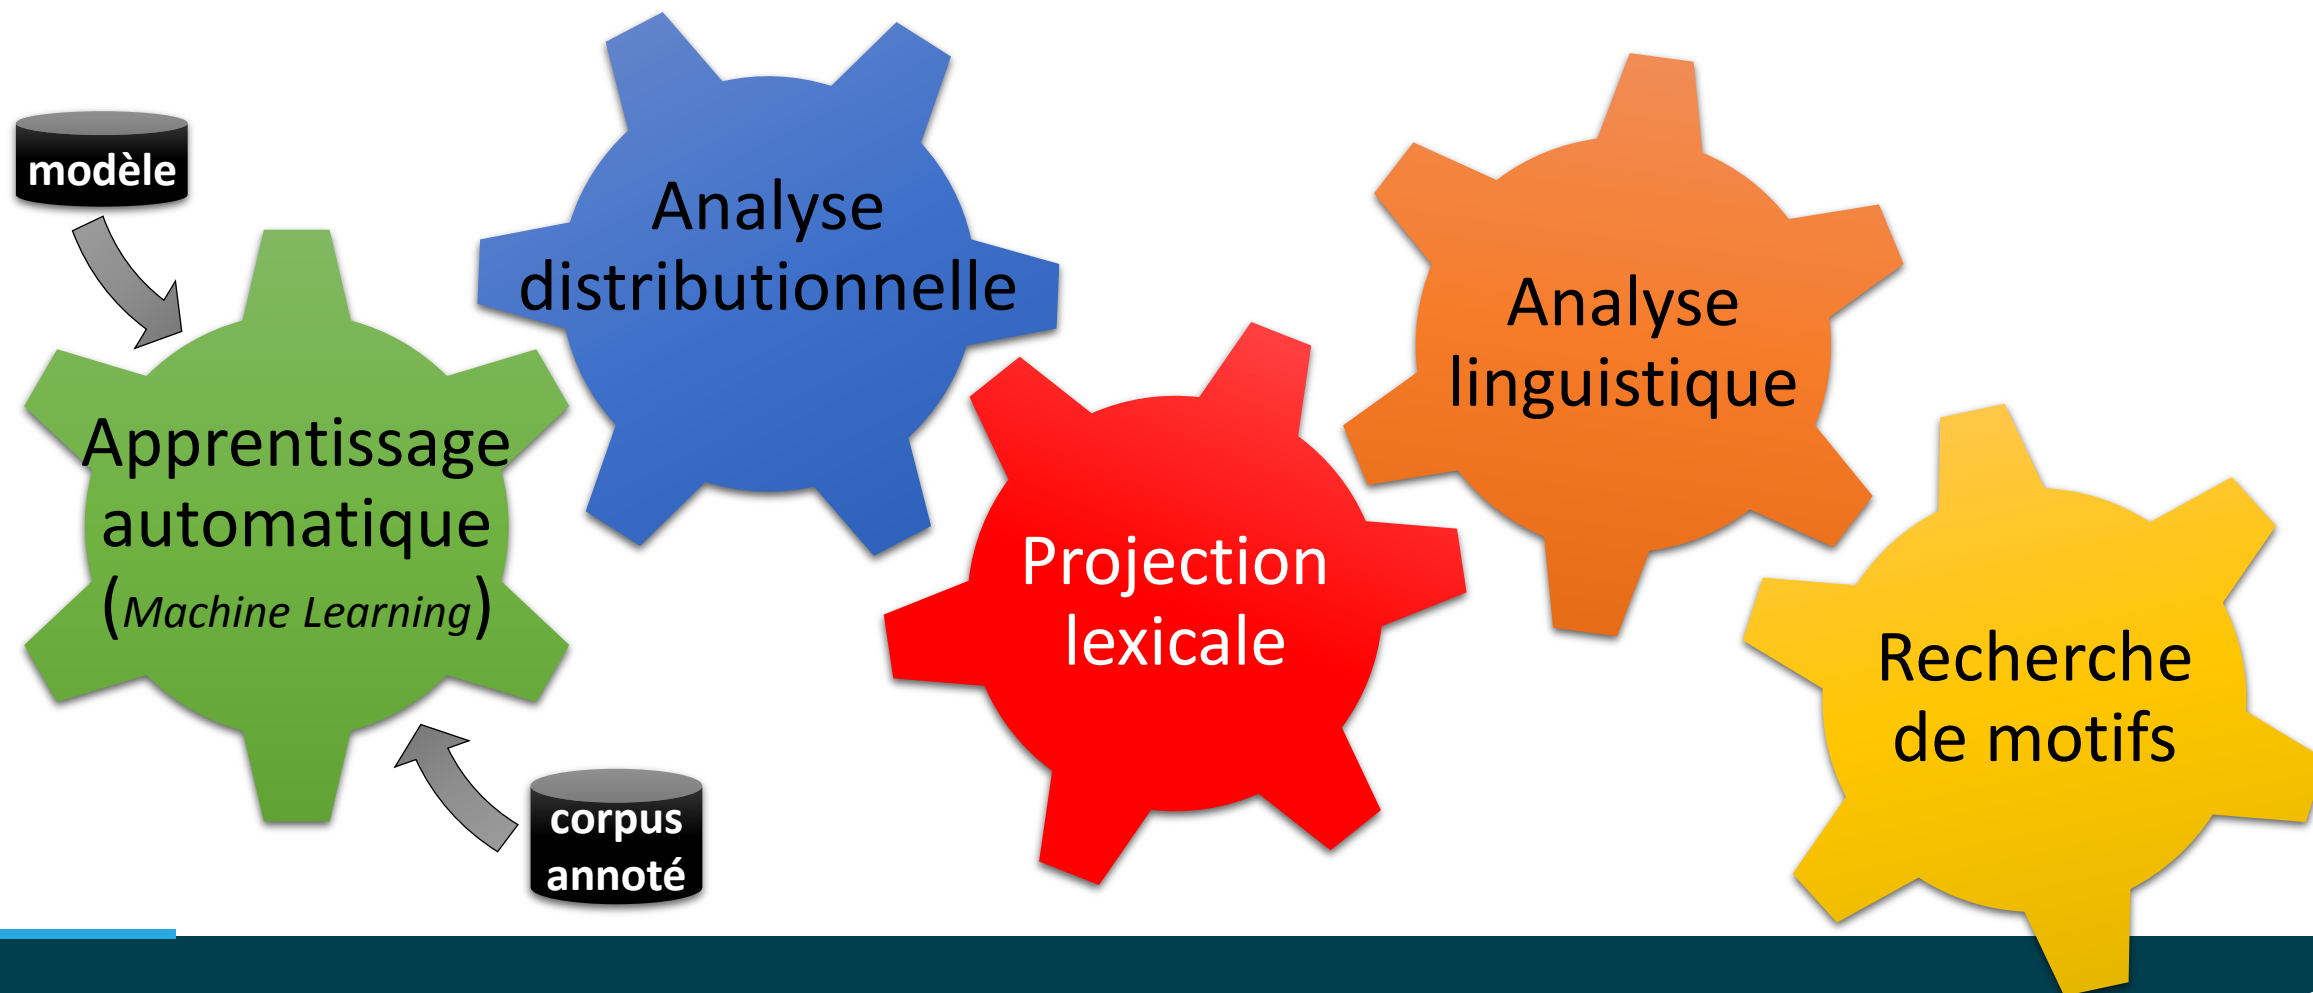 modèle
Apprentissage
automatique
(Machine Learning)
corpus
annoté
Analyse
distributionnelle
Projection
lexicale
Analyse
linguistique
Recherche
de motifs